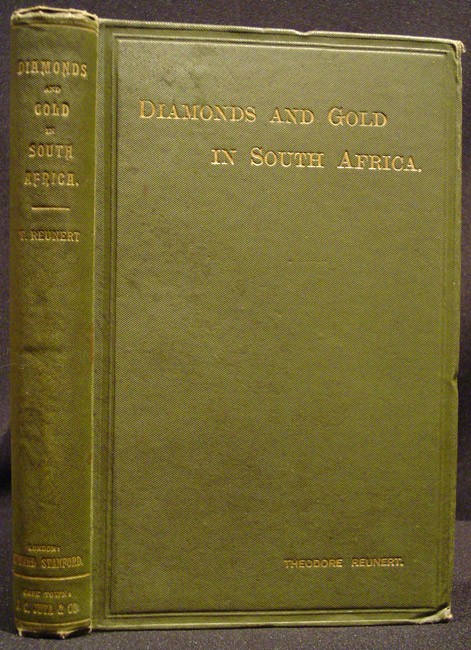 DIAMONDS
AND
GOLD
IN
SOUTH
AFRICA.
T. REUNERT
LONDON:
EDWARD STANFORD.
CAPE TOWN:
J. C. JUTA & CO.
DIAMONDS AND GOLD
IN SOUTH AFRICA.
THEODORE REUNERT.